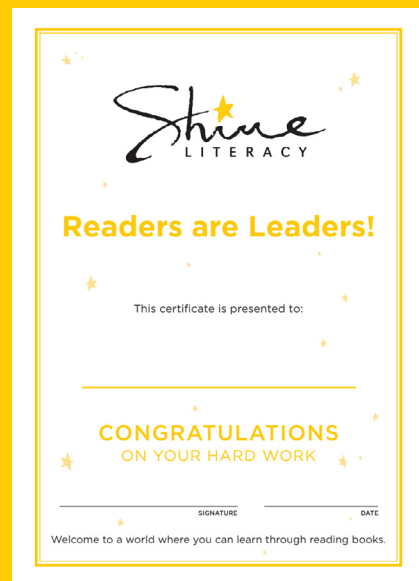 Shine
LITERACY
Readers are Leaders!
This certificate is presented to:
CONGRATULATIONS
ON YOUR HARD WORK
SIGNATURE DATE
Welcome to a world where you can learn through reading books.